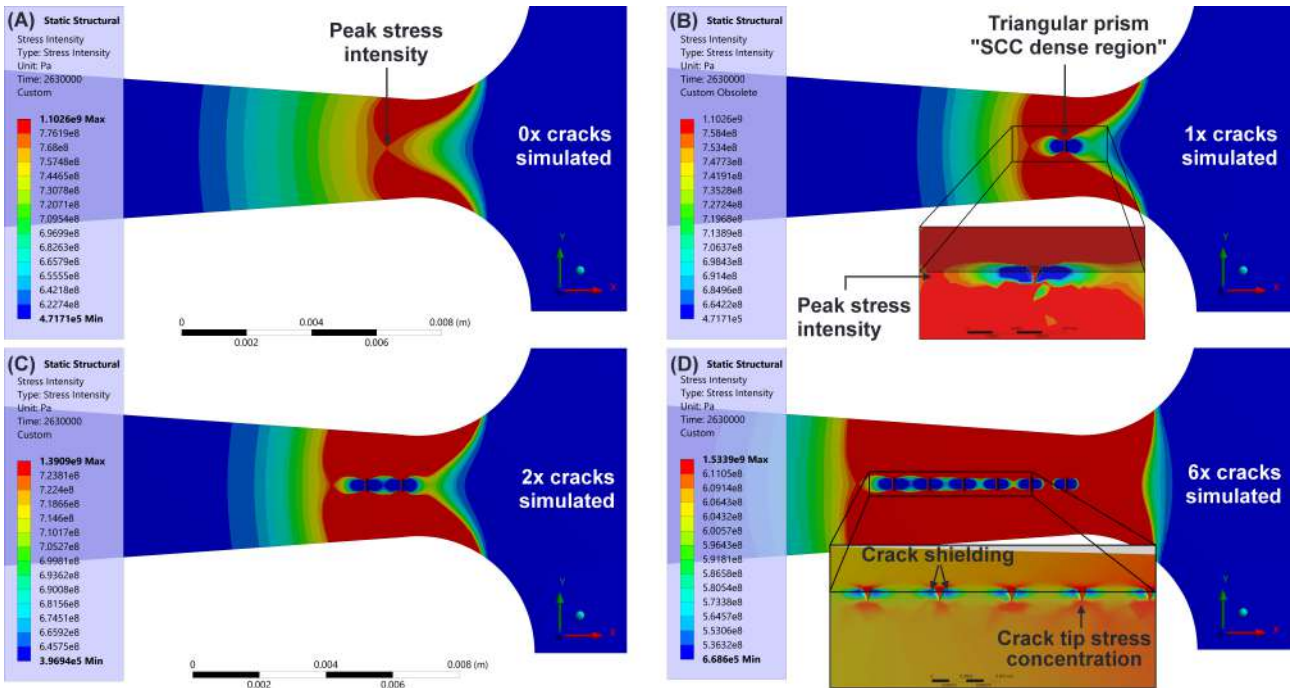 (A) Static Structural
Stress Intensity
Type: Stress Intensity
Unit: Pa
Time: 2630000
Custom
1.1026e9 Max
7.7619e8
7.68e8
7.5748e8
7.4465e8
7.3078e8
7.2071e8
7.0954e8
6.9699e8
6.8263e8
6.6579e8
6.5555e8
6.4218e8
6.2274e8
4.7171e5 Min
Peak stress
intensity
0x cracks
simulated
Y
X
0
0.004
0.008 (m)
0.002
0.006
(B) Static Structural
Stress Intensity
Type: Stress Intensity
Unit: Pa
Time: 2630000
Custom Obsolete
1.1026e9
7.584e8
7.534e8
7.4773e8
7.4191e8
7.3528e8
7.2724e8
7.1968e8
7.1389e8
7.0637e8
6.9843e8
6.914e8
6.8496e8
6.6422e8
4.7171e5
Triangular prism
"SCC dense region"
1x cracks
simulated
Peak stress
intensity
Y
X
(C) Static Structural
Stress Intensity
Type: Stress Intensity
Unit: Pa
Time: 2630000
Custom
1.3909e9 Max
7.2381e8
7.224e8
7.1866e8
7.146e8
7.1017e8
7.0527e8
6.9981e8
6.9362e8
6.9008e8
6.8156e8
6.7451e8
6.6592e8
6.4575e8
3.9694e5 Min
2x cracks
simulated
Y
X
0
0.004
0.008 (m)
0.002
0.006
(D) Static Structural
Stress Intensity
Type: Stress Intensity
Unit: Pa
Time: 2630000
Custom
1.5339e9 Max
6.1105e8
6.0914e8
6.0643e8
6.0432e8
6.0057e8
5.9643e8
5.9181e8
5.8658e8
5.8054e8
5.7338e8
5.6457e8
5.5306e8
5.3632e8
6.686e5 Min
6x cracks
simulated
Crack shielding
Crack tip stress
concentration
Y
X